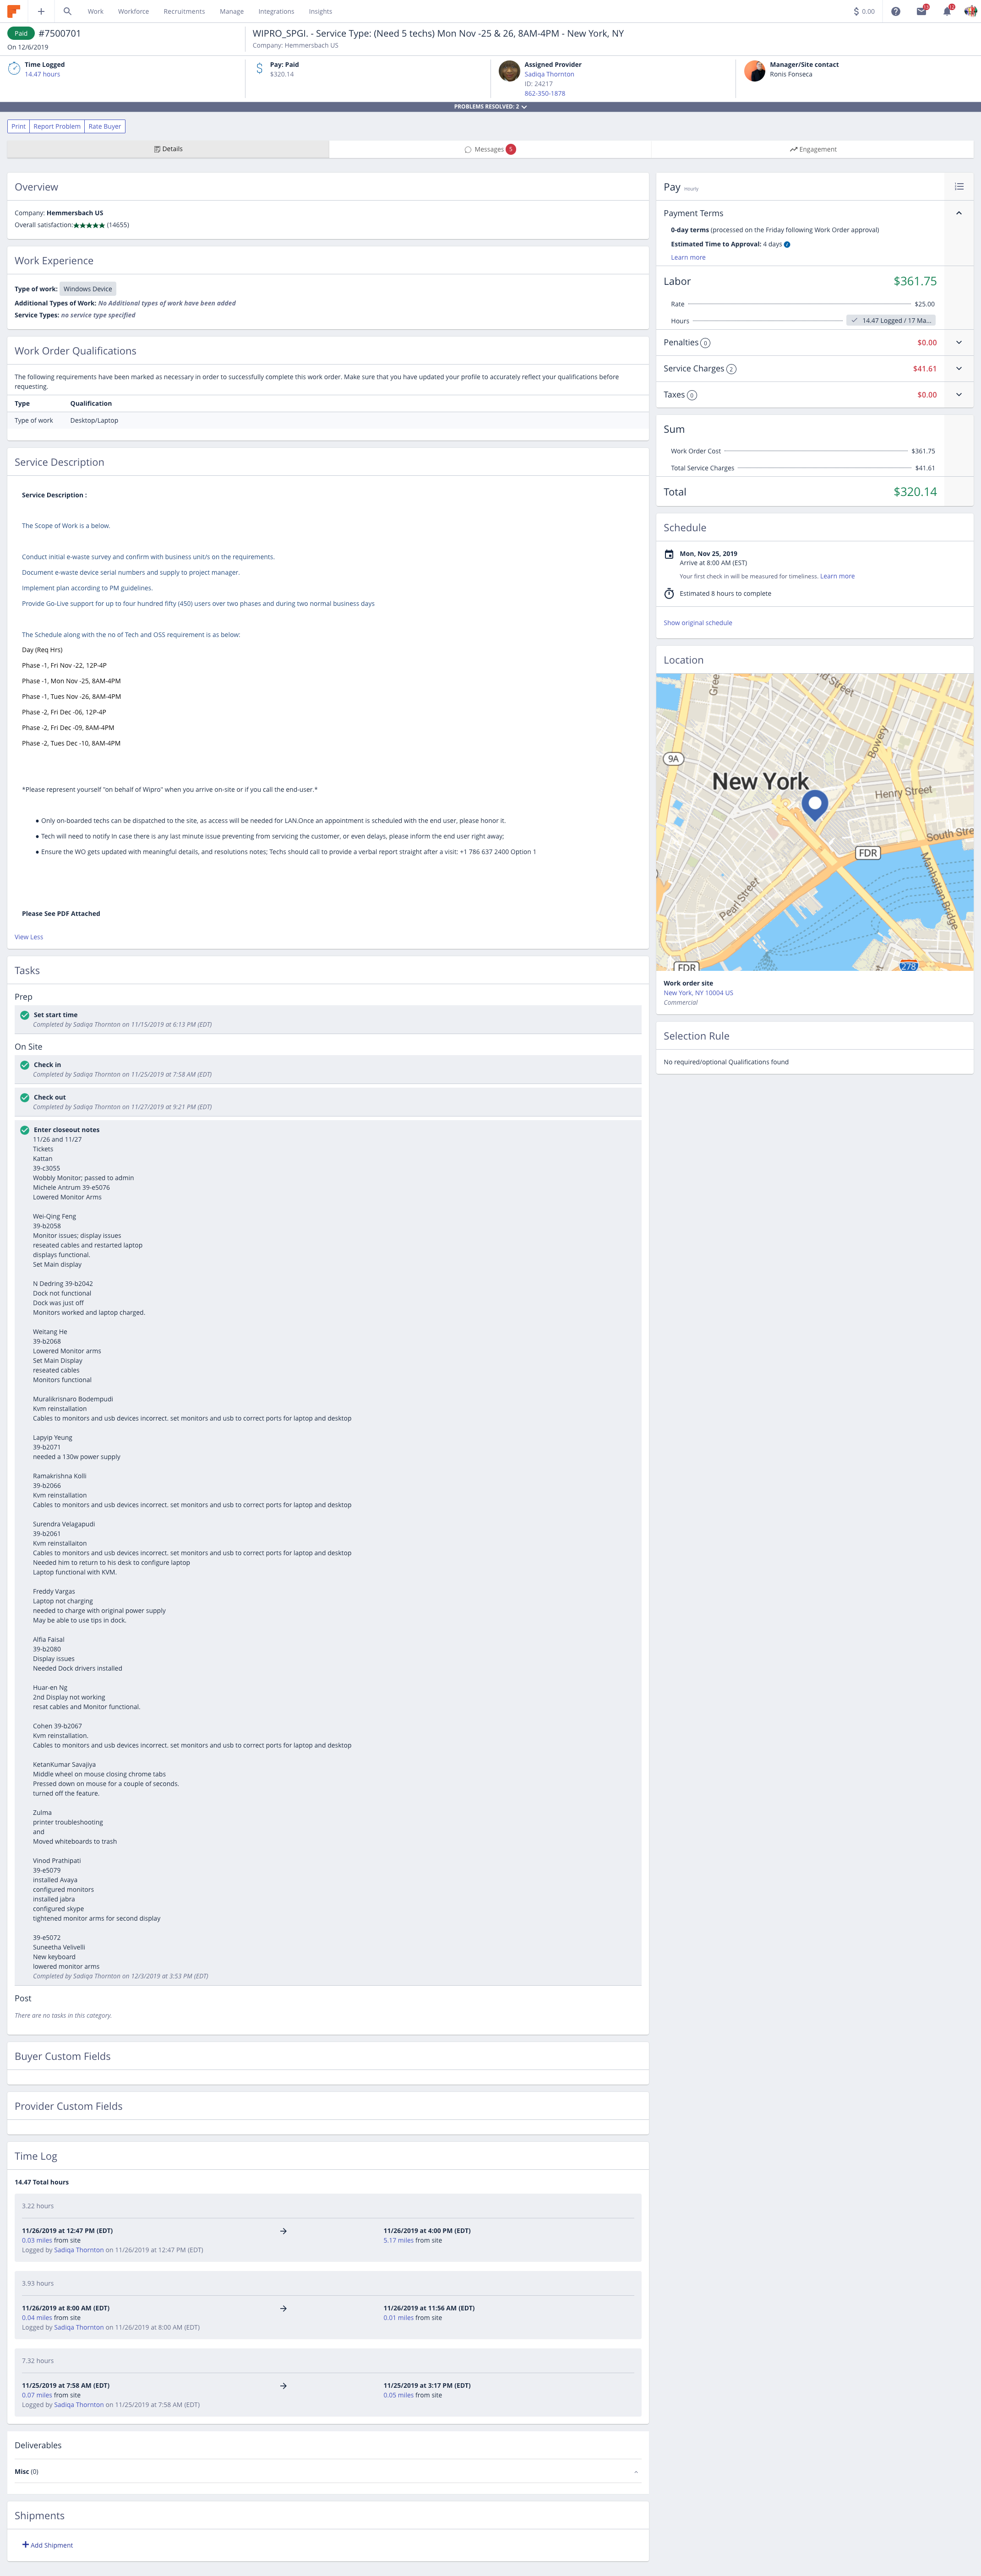 Work Workforce Recruitments Manage Integrations Insights
0.00
Paid #7500701
On 12/6/2019
WIPRO_SPGI. - Service Type: (Need 5 techs) Mon Nov -25 & 26, 8AM-4PM - New York, NY
Company: Hemmersbach US
Time Logged
14.47 hours
Pay: Paid
$320.14
Assigned Provider
Sadiqa Thornton
ID: 24217
862-350-1878
Manager/Site contact
Ronis Fonseca
PROBLEMS RESOLVED: 2
Print Report Problem Rate Buyer
Details
Messages 5
Engagement
Overview
Company: Hemmersbach US
Overall satisfaction: ★★★★★ (14655)
Work Experience
Type of work: Windows Device
Additional Types of Work: No Additional types of work have been added
Service Types: no service type specified
Work Order Qualifications
The following requirements have been marked as necessary in order to successfully complete this work order. Make sure that you have updated your profile to accurately reflect your qualifications before
requesting.
Type Qualification
Type of work Desktop/Laptop
Service Description
Service Description :
The Scope of Work is a below.
Conduct initial e-waste survey and confirm with business unit/s on the requirements.
Document e-waste device serial numbers and supply to project manager.
Implement plan according to PM guidelines.
Provide Go-Live support for up to four hundred fifty (450) users over two phases and during two normal business days
The Schedule along with the no of Tech and OSS requirement is as below:
Day (Req Hrs)
Phase -1, Fri Nov -22, 12P-4P
Phase -1, Mon Nov -25, 8AM-4PM
Phase -1, Tues Nov -26, 8AM-4PM
Phase -2, Fri Dec -06, 12P-4P
Phase -2, Fri Dec -09, 8AM-4PM
Phase -2, Tues Dec -10, 8AM-4PM
*Please represent yourself "on behalf of Wipro" when you arrive on-site or if you call the end-user.*
● Only on-boarded techs can be dispatched to the site, as access will be needed for LAN.Once an appointment is scheduled with the end user, please honor it.
● Tech will need to notify in case there is any last minute issue preventing from servicing the customer, or even delays, please inform the end user right away;
● Ensure the WO gets updated with meaningful details, and resolutions notes; Techs should call to provide a verbal report straight after a visit: +1 786 637 2400 Option 1
Please See PDF Attached
View Less
Tasks
Prep
Set start time
Completed by Sadiqa Thornton on 11/15/2019 at 6:13 PM (EDT)
On Site
Check in
Completed by Sadiqa Thornton on 11/25/2019 at 7:58 AM (EDT)
Check out
Completed by Sadiqa Thornton on 11/27/2019 at 9:21 PM (EDT)
Enter closeout notes
11/26 and 11/27
Tickets
Kattan
39-c3055
Wobbly Monitor; passed to admin
Michele Antrum 39-e5076
Lowered Monitor Arms
Wei-Qing Feng
39-b2058
Monitor issues; display issues
reseated cables and restarted laptop
displays functional.
Set Main display
N Dedring 39-b2042
Dock not functional
Dock was just off
Monitors worked and laptop charged.
Weitang He
39-b2068
Lowered Monitor arms
Set Main Display
reseated cables
Monitors functional
Muralikrisnaro Bodempudi
Kvm reinstallation
Cables to monitors and usb devices incorrect. set monitors and usb to correct ports for laptop and desktop
Lapyip Yeung
39-b2071
needed a 130w power supply
Ramakrishna Kolli
39-b2066
Kvm reinstallation
Cables to monitors and usb devices incorrect. set monitors and usb to correct ports for laptop and desktop
Surendra Velagapudi
39-b2061
Kvm reinstallaiton
Cables to monitors and usb devices incorrect. set monitors and usb to correct ports for laptop and desktop
Needed him to return to his desk to configure laptop
Laptop functional with KVM.
Freddy Vargas
Laptop not charging
needed to charge with original power supply
May be able to use tips in dock.
Alfia Faisal
39-b2080
Display issues
Needed Dock drivers installed
Huar-en Ng
2nd Display not working
resat cables and Monitor functional.
Cohen 39-b2067
Kvm reinstallation.
Cables to monitors and usb devices incorrect. set monitors and usb to correct ports for laptop and desktop
KetanKumar Savajiya
Middle wheel on mouse closing chrome tabs
Pressed down on mouse for a couple of seconds.
turned off the feature.
Zulma
printer troubleshooting
and
Moved whiteboards to trash
Vinod Prathipati
39-e5079
installed Avaya
configured monitors
installed jabra
configured skype
tightened monitor arms for second display
39-e5072
Suneetha Velivelli
New keyboard
lowered monitor arms
Completed by Sadiqa Thornton on 12/3/2019 at 3:53 PM (EDT)
Post
There are no tasks in this category.
Buyer Custom Fields
Provider Custom Fields
Time Log
14.47 Total hours
3.22 hours
11/26/2019 at 12:47 PM (EDT) 11/26/2019 at 4:00 PM (EDT)
0.03 miles from site 5.17 miles from site
Logged by Sadiqa Thornton on 11/26/2019 at 12:47 PM (EDT)
3.93 hours
11/26/2019 at 8:00 AM (EDT) 11/26/2019 at 11:56 AM (EDT)
0.04 miles from site 0.01 miles from site
Logged by Sadiqa Thornton on 11/26/2019 at 8:00 AM (EDT)
7.32 hours
11/25/2019 at 7:58 AM (EDT) 11/25/2019 at 3:17 PM (EDT)
0.07 miles from site 0.05 miles from site
Logged by Sadiqa Thornton on 11/25/2019 at 7:58 AM (EDT)
Deliverables
Misc (0)
Shipments
Add Shipment
Pay Hourly
Payment Terms
0-day terms (processed on the Friday following Work Order approval)
Estimated Time to Approval: 4 days
Learn more
Labor $361.75
Rate $25.00
Hours 14.47 Logged / 17 Ma...
Penalties 0 $0.00
Service Charges 2 $41.61
Taxes 0 $0.00
Sum
Work Order Cost $361.75
Total Service Charges $41.61
Total $320.14
Schedule
Mon, Nov 25, 2019
Arrive at 8:00 AM (EST)
Your first check in will be measured for timeliness. Learn more
Estimated 8 hours to complete
Show original schedule
Location
9A
New York
Bowery
Henry Street
South Stre
FDR
Pearl Street
Manhattan Bridge
FDR
278
Work order site
New York, NY 10004 US
Commercial
Selection Rule
No required/optional Qualifications found